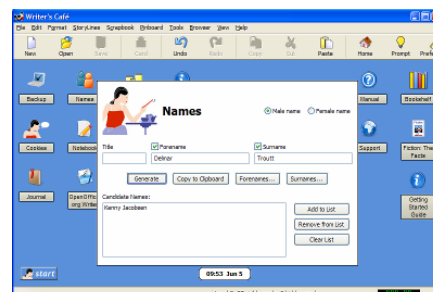 Writer's Café
File Edit Format StoryLines Scrapbook Pinboard Tools Browser View Help
New Open Save Card Undo Redo Copy Cut Paste Home Prompt Prefe
Backup Names Manual Bookshelf
Names
Male name Female name
Cookies Notebook Support Fiction: The Facts
Title Forename Surname
Delmar Troutt
Generate Copy to Clipboard Forenames... Surnames...
Journal OpenOffic org Writer Getting Started Guide
Candidate Names:
Kenny Jacobsen
Add to List
Remove from List
Clear List
start
09:53 Jun 5